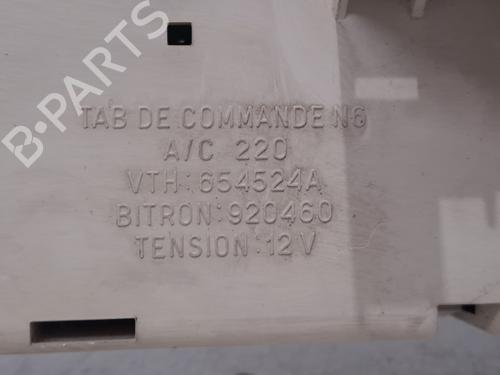 TAB DE COMMANDE N6
A/C 220
VTH:654524A
BITRON:920460
TENSION:12V
B-PARTS